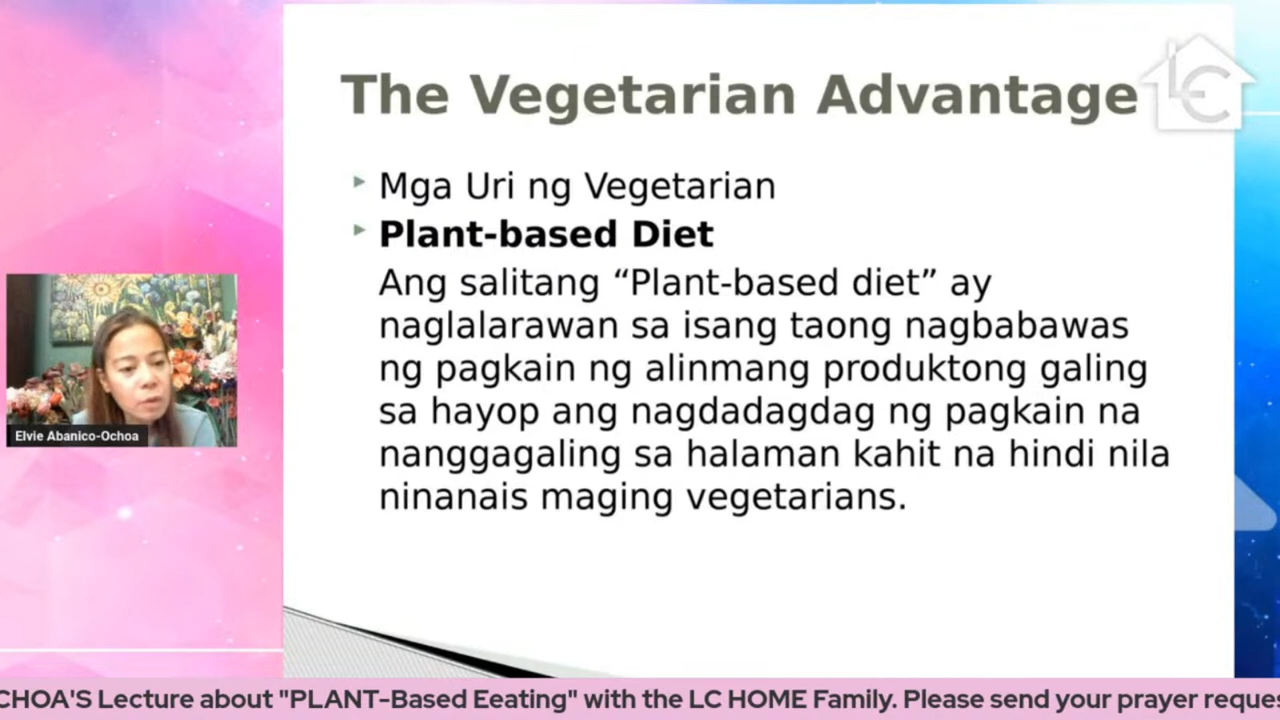 The Vegetarian Advantage
LC
Mga Uri ng Vegetarian
Plant-based Diet
Ang salitang “Plant-based diet” ay
naglalarawan sa isang taong nagbabawas
ng pagkain ng alinmang produktong galing
sa hayop ang nagdadagdag ng pagkain na
nanggagaling sa halaman kahit na hindi nila
ninanais maging vegetarians.
Elvie Abanico-Ochoa
CHOA'S Lecture about "PLANT-Based Eeating" with the LC HOME Family. Please send your prayer reques